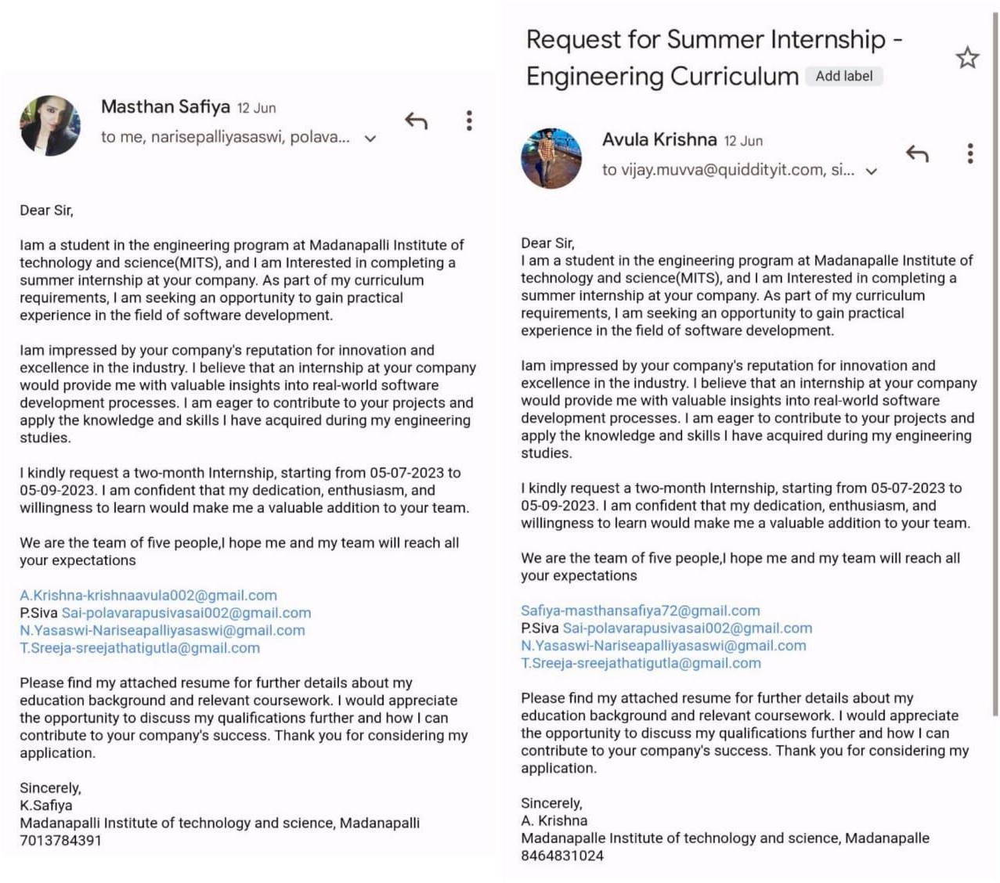 Masthan Safiya 12 Jun
to me, narisepalliyasaswi, polava...
Dear Sir,
Iam a student in the engineering program at Madanapalli Institute of
technology and science(MITS), and I am Interested in completing a
summer internship at your company. As part of my curriculum
requirements, I am seeking an opportunity to gain practical
experience in the field of software development.
Iam impressed by your company's reputation for innovation and
excellence in the industry. I believe that an internship at your company
would provide me with valuable insights into real-world software
development processes. I am eager to contribute to your projects and
apply the knowledge and skills I have acquired during my engineering
studies.
I kindly request a two-month Internship, starting from 05-07-2023 to
05-09-2023. I am confident that my dedication, enthusiasm, and
willingness to learn would make me a valuable addition to your team.
We are the team of five people,I hope me and my team will reach all
your expectations
A.Krishna-krishnaavula002@gmail.com
P.Siva Sai-polavarapusivasai002@gmail.com
N.Yasaswi-Nariseapalliyasaswi@gmail.com
T.Sreeja-sreejathatigutla@gmail.com
Please find my attached resume for further details about my
education background and relevant coursework. I would appreciate
the opportunity to discuss my qualifications further and how I can
contribute to your company's success. Thank you for considering my
application.
Sincerely,
K.Safiya
Madanapalli Institute of technology and science, Madanapalli
7013784391
Request for Summer Internship -
Engineering Curriculum Add label
Avula Krishna 12 Jun
to vijay.muvva@quiddityit.com, si...
Dear Sir,
I am a student in the engineering program at Madanapalle Institute of
technology and science(MITS), and I am Interested in completing a
summer internship at your company. As part of my curriculum
requirements, I am seeking an opportunity to gain practical
experience in the field of software development.
Iam impressed by your company's reputation for innovation and
excellence in the industry. I believe that an internship at your company
would provide me with valuable insights into real-world software
development processes. I am eager to contribute to your projects and
apply the knowledge and skills I have acquired during my engineering
studies.
I kindly request a two-month Internship, starting from 05-07-2023 to
05-09-2023. I am confident that my dedication, enthusiasm, and
willingness to learn would make me a valuable addition to your team.
We are the team of five people,I hope me and my team will reach all
your expectations
Safiya-masthansafiya72@gmail.com
P.Siva Sai-polavarapusivasai002@gmail.com
N.Yasaswi-Nariseapalliyasaswi@gmail.com
T.Sreeja-sreejathatigutla@gmail.com
Please find my attached resume for further details about my
education background and relevant coursework. I would appreciate
the opportunity to discuss my qualifications further and how I can
contribute to your company's success. Thank you for considering my
application.
Sincerely,
A. Krishna
Madanapalle Institute of technology and science, Madanapalle
8464831024